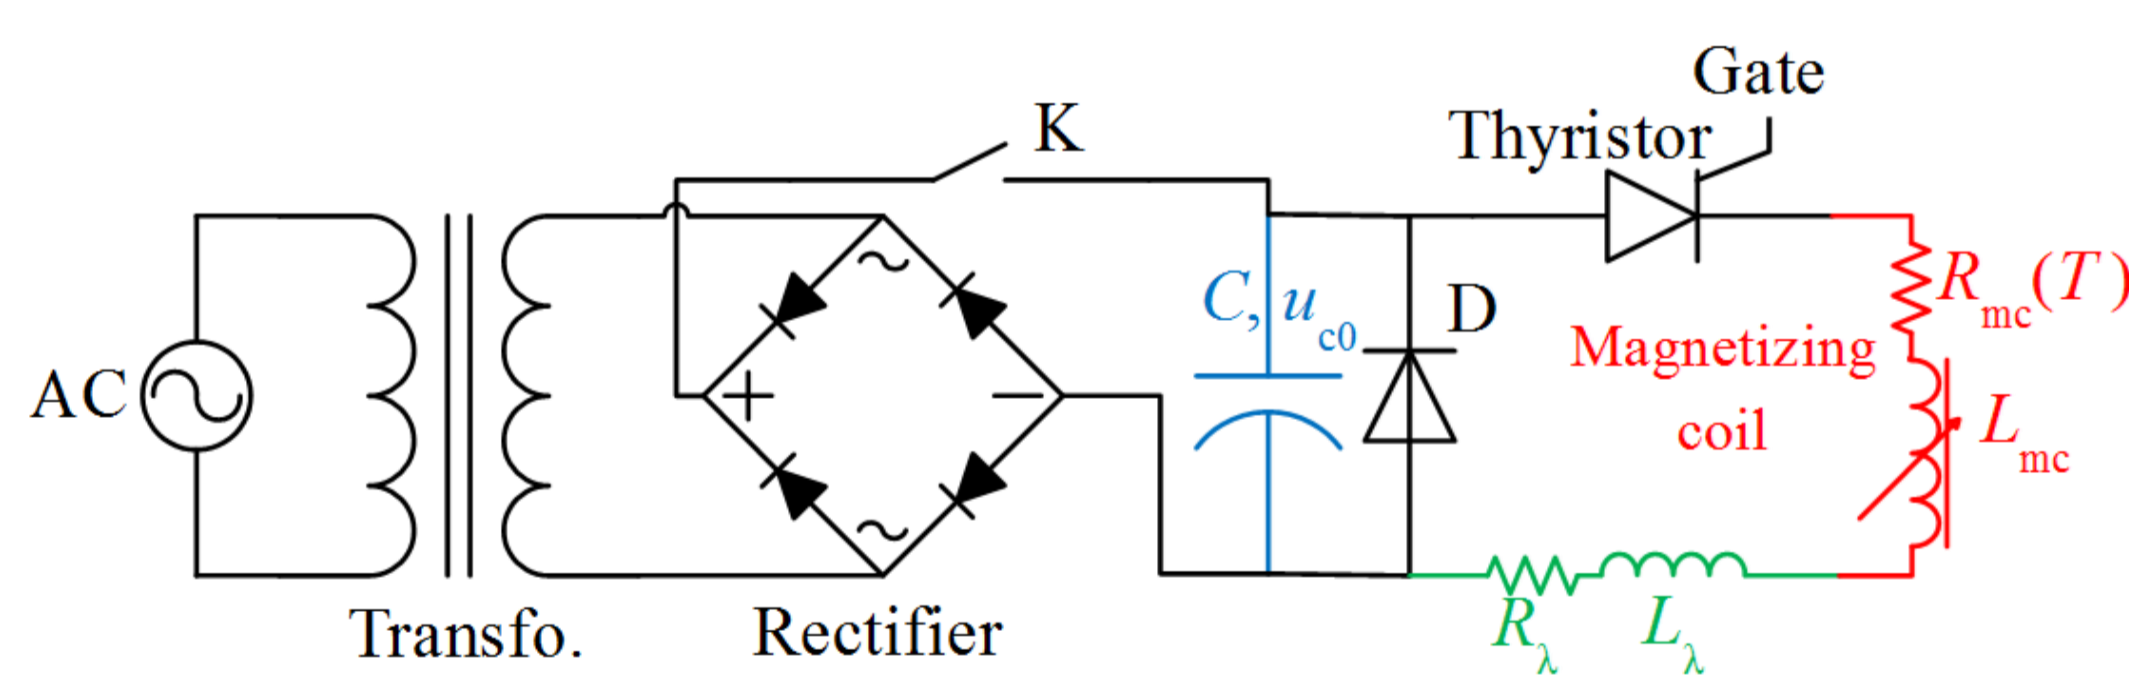 Gate
K
Thyristor
C, u_c0
D
R_mc(T)
Magnetizing
coil
L_mc
AC
+
−
~
~
R_λ
L_λ
Transfo.
Rectifier